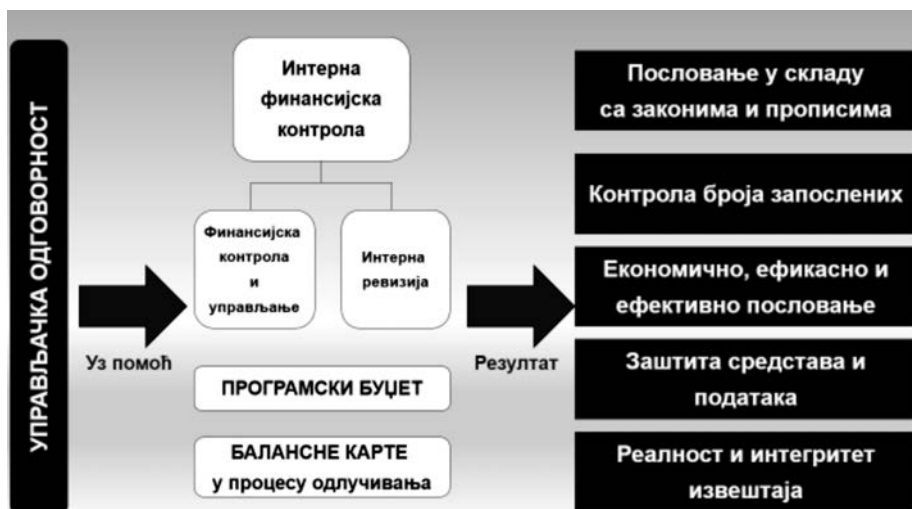 УПРАВЉАЧКА ОДГОВОРНОСТ
Уз помоћ
Интерна
финансијска
контрола
Финансијска
контрола
и
управљање
Интерна
ревизија
ПРОГРАМСКИ БУЏЕТ
БАЛАНСНЕ КАРТЕ
у процесу одлучивања
Резултат
Пословање у складу
са законима и прописима
Контрола броја запослених
Економично, ефикасно и
ефективно пословање
Заштита средстава и
података
Реалност и интегритет
извештаја